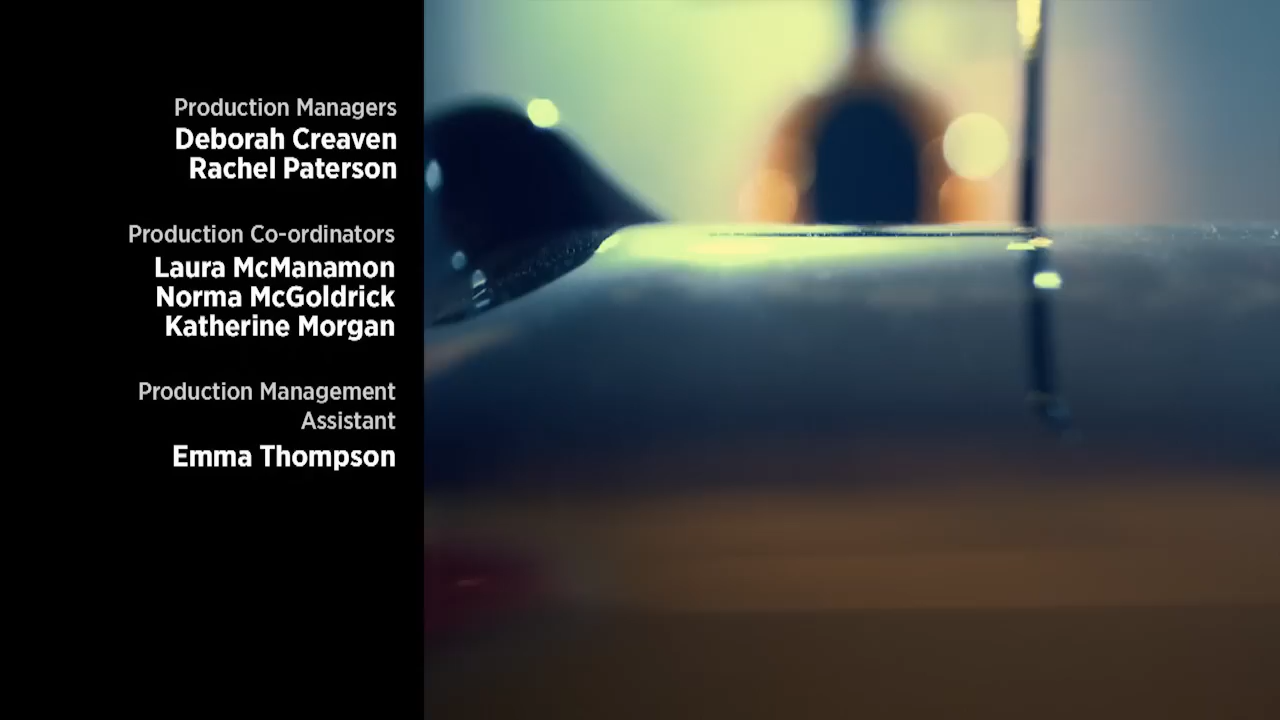 Production Managers
Deborah Creaven
Rachel Paterson
Production Co-ordinators
Laura McManamon
Norma McGoldrick
Katherine Morgan
Production Management
Assistant
Emma Thompson